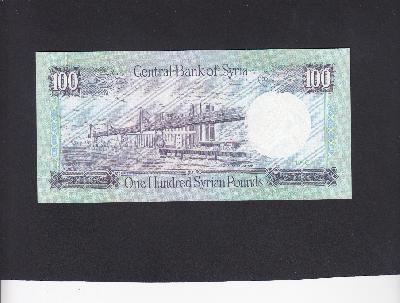 100 Central Bank of Syria 100
One Hundred Syrian Pounds